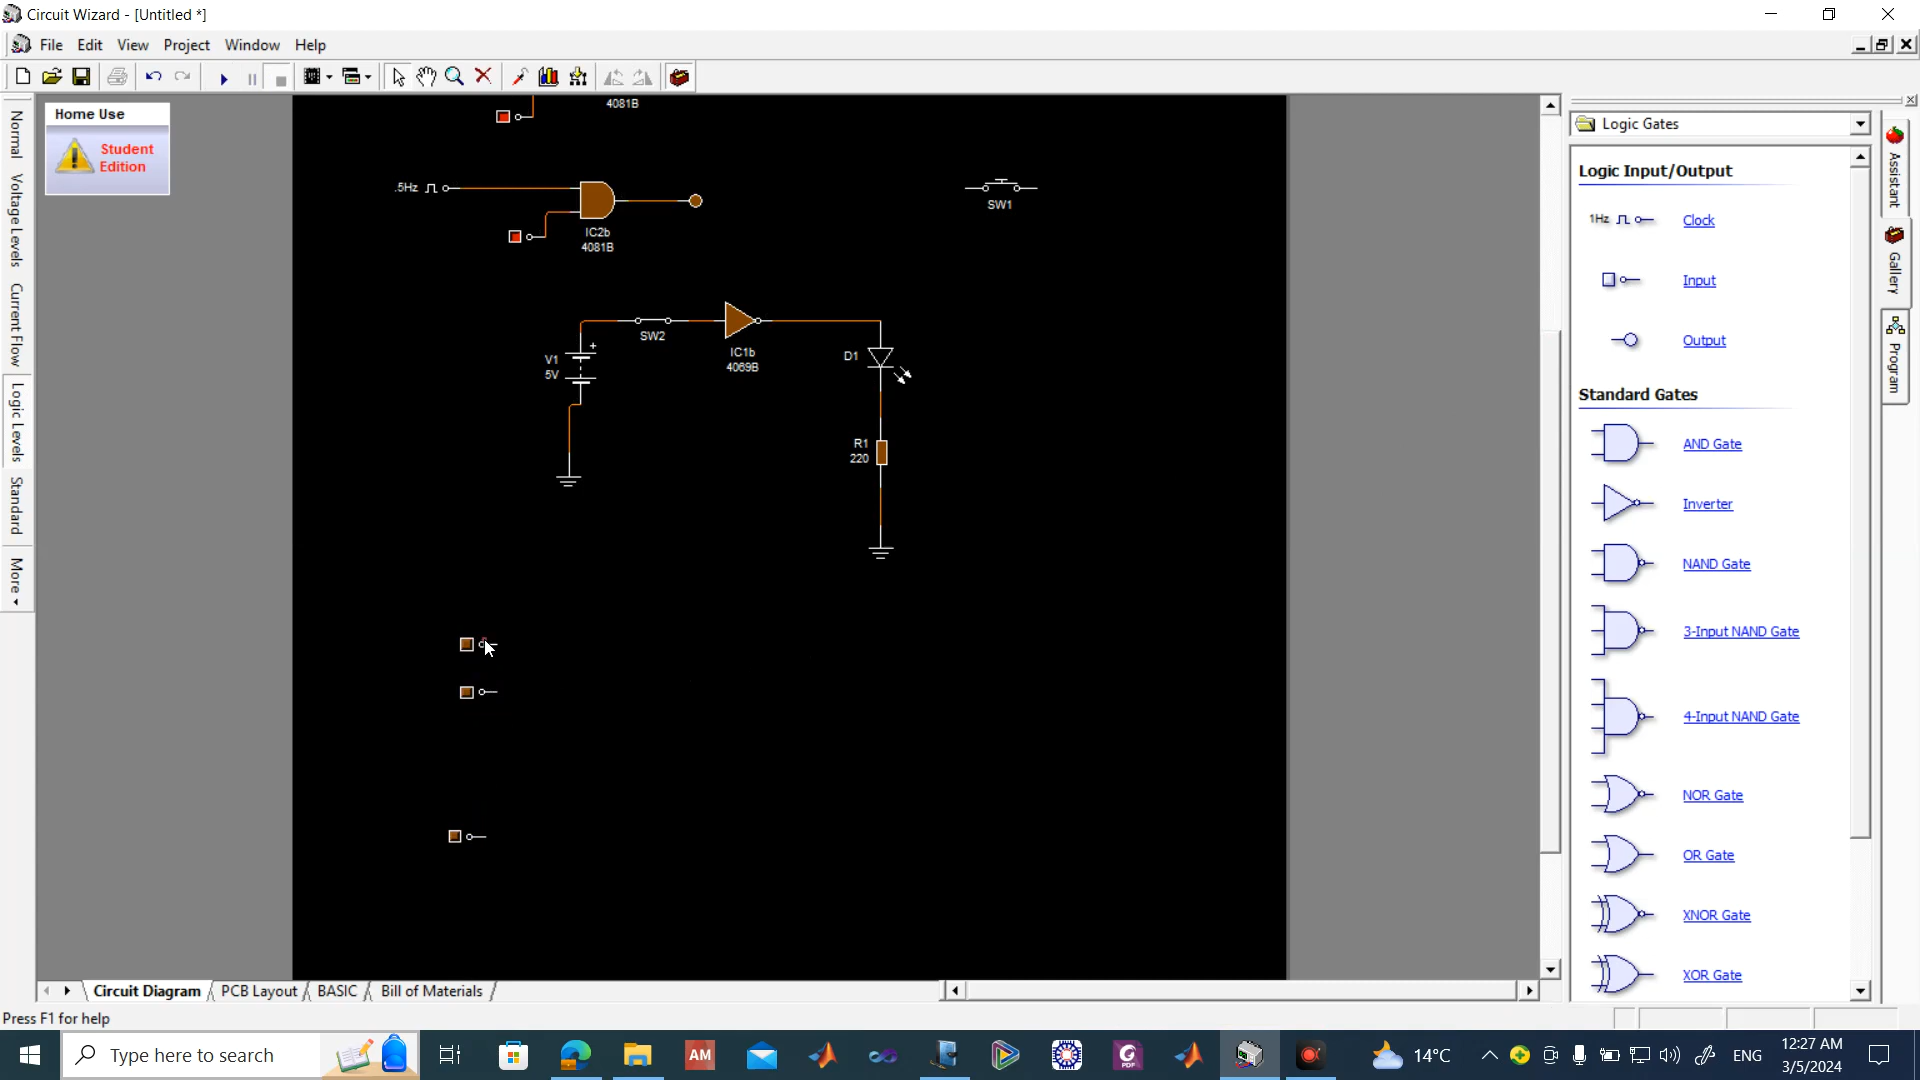 Circuit Wizard - [Untitled *]
File Edit View Project Window Help
Home Use
Student
Edition
Normal
Voltage Levels
Current Flow
Logic Levels
Standard
More
4081B
.5Hz
IC2b
4081B
SW1
SW2
V1
5V
+
IC1b
4069B
D1
R1
220
Logic Gates
Logic Input/Output
1Hz
Clock
Input
Output
Standard Gates
AND Gate
Inverter
NAND Gate
3-Input NAND Gate
4-Input NAND Gate
NOR Gate
OR Gate
XNOR Gate
XOR Gate
Assistant
Gallery
Program
Circuit Diagram PCB Layout BASIC Bill of Materials
Press F1 for help
Type here to search
AM
PDF
14°C
ENG
12:27 AM
3/5/2024